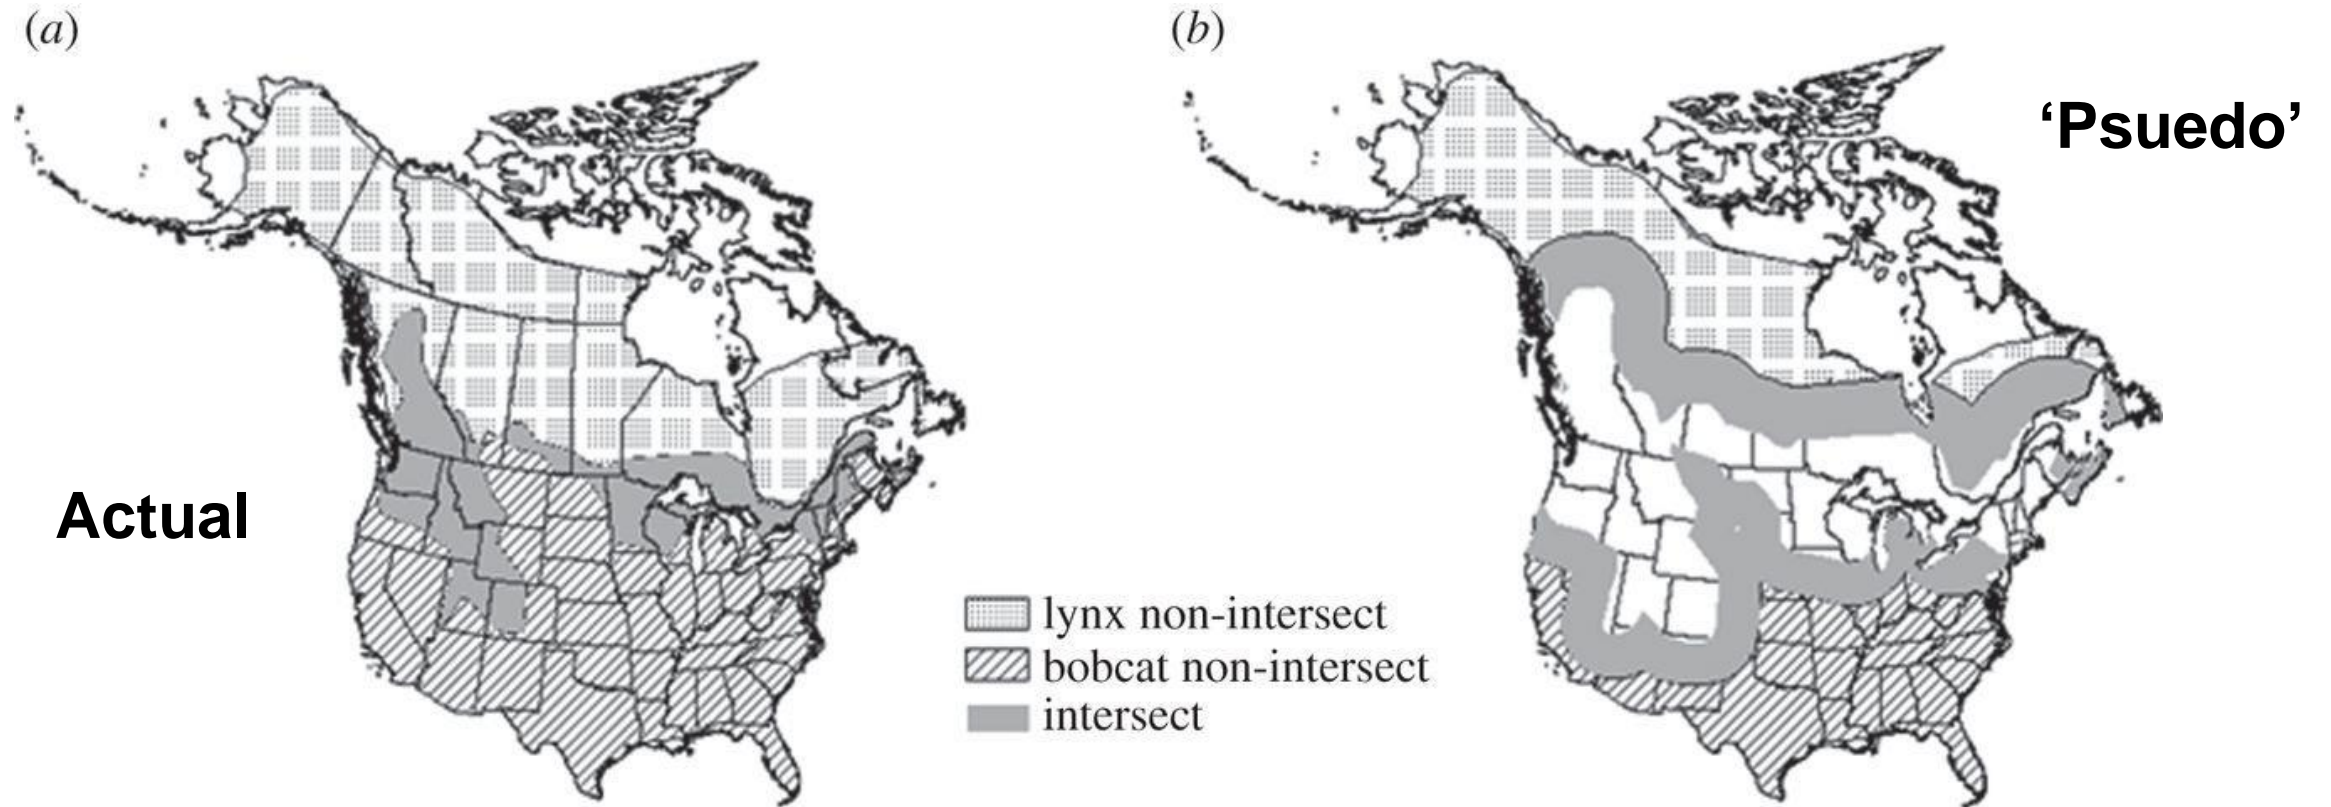 (a)
(b)
‘Psuedo’
Actual
lynx non-intersect
bobcat non-intersect
intersect